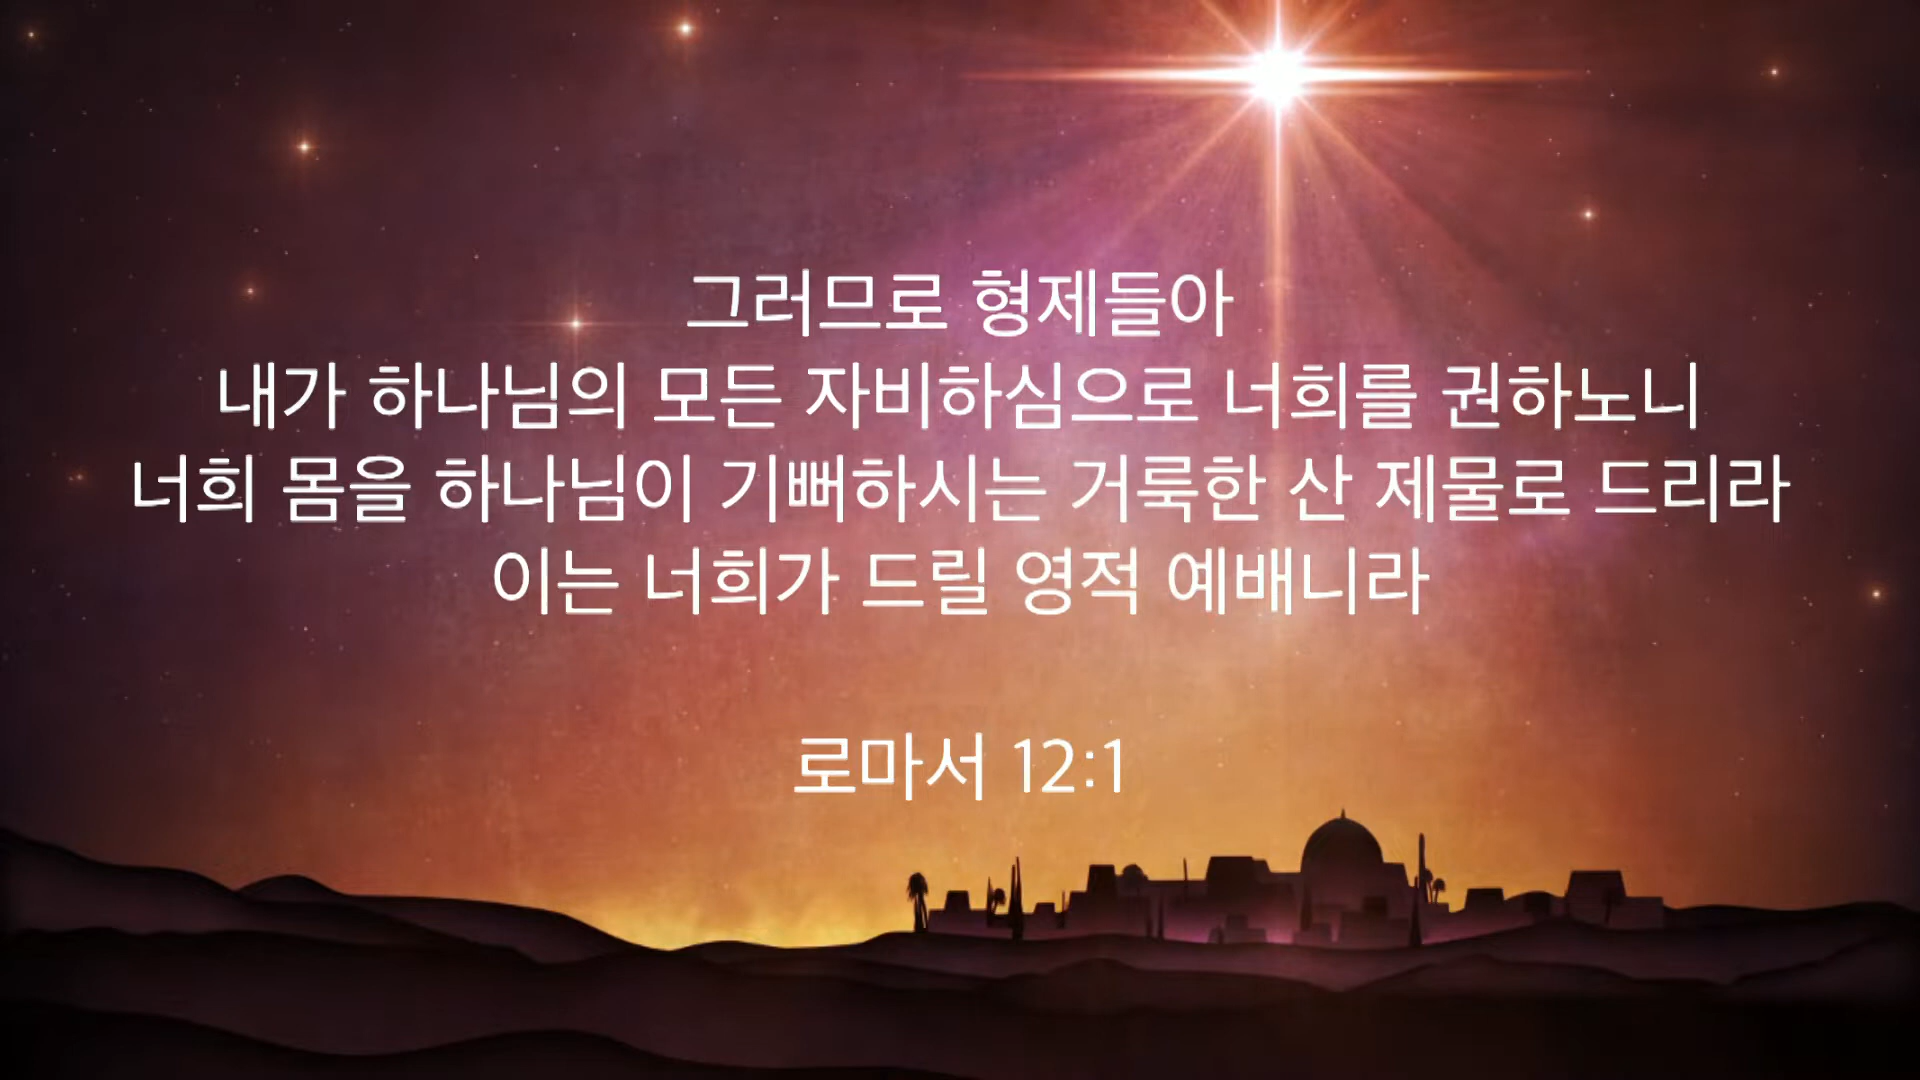 그러므로 형제들아
내가 하나님의 모든 자비하심으로 너희를 권하노니
너희 몸을 하나님이 기뻐하시는 거룩한 산 제물로 드리라
이는 너희가 드릴 영적 예배니라
로마서 12:1